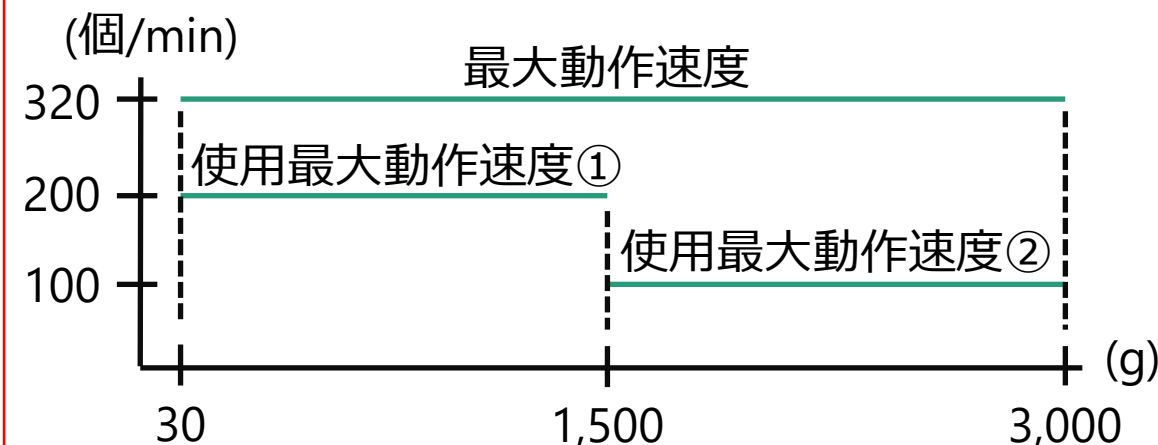 (個/min)
最大動作速度
320
使用最大動作速度①
200
使用最大動作速度②
100
(g)
30 1,500 3,000